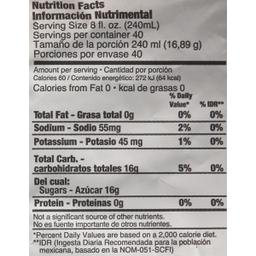 Nutrition Facts
Información Nutrimental
Serving Size 8 fl. oz. (240mL)
Servings per container 40
Tamaño de la porción 240 ml (16,89 g)
Porciones por envase 40
Amount per serving • Cantidad por porción
Calories 60 / Contenido energético: 272 kJ (64 kcal)
Calories from Fat 0 • kcal de grasas 0
% Daily
Value* % IDR**
Total Fat - Grasa total 0g 0% 0%
Sodium - Sodio 55mg 2% 0%
Potassium - Potasio 45 mg 1% 0%
Total Carb. -
carbohidratos totales 16g 5% 0%
Del cual:
Sugars - Azúcar 16g
Protein - Proteinas 0g 0% 0%
Not a significant source of other nutrients.
No es fuente importante de otros nutrientes.
*Percent Daily Values are based on a 2,000 calorie diet.
**IDR (Ingesta Diaria Recomendada para la población
mexicana, basado en la NOM-051-SCFI)